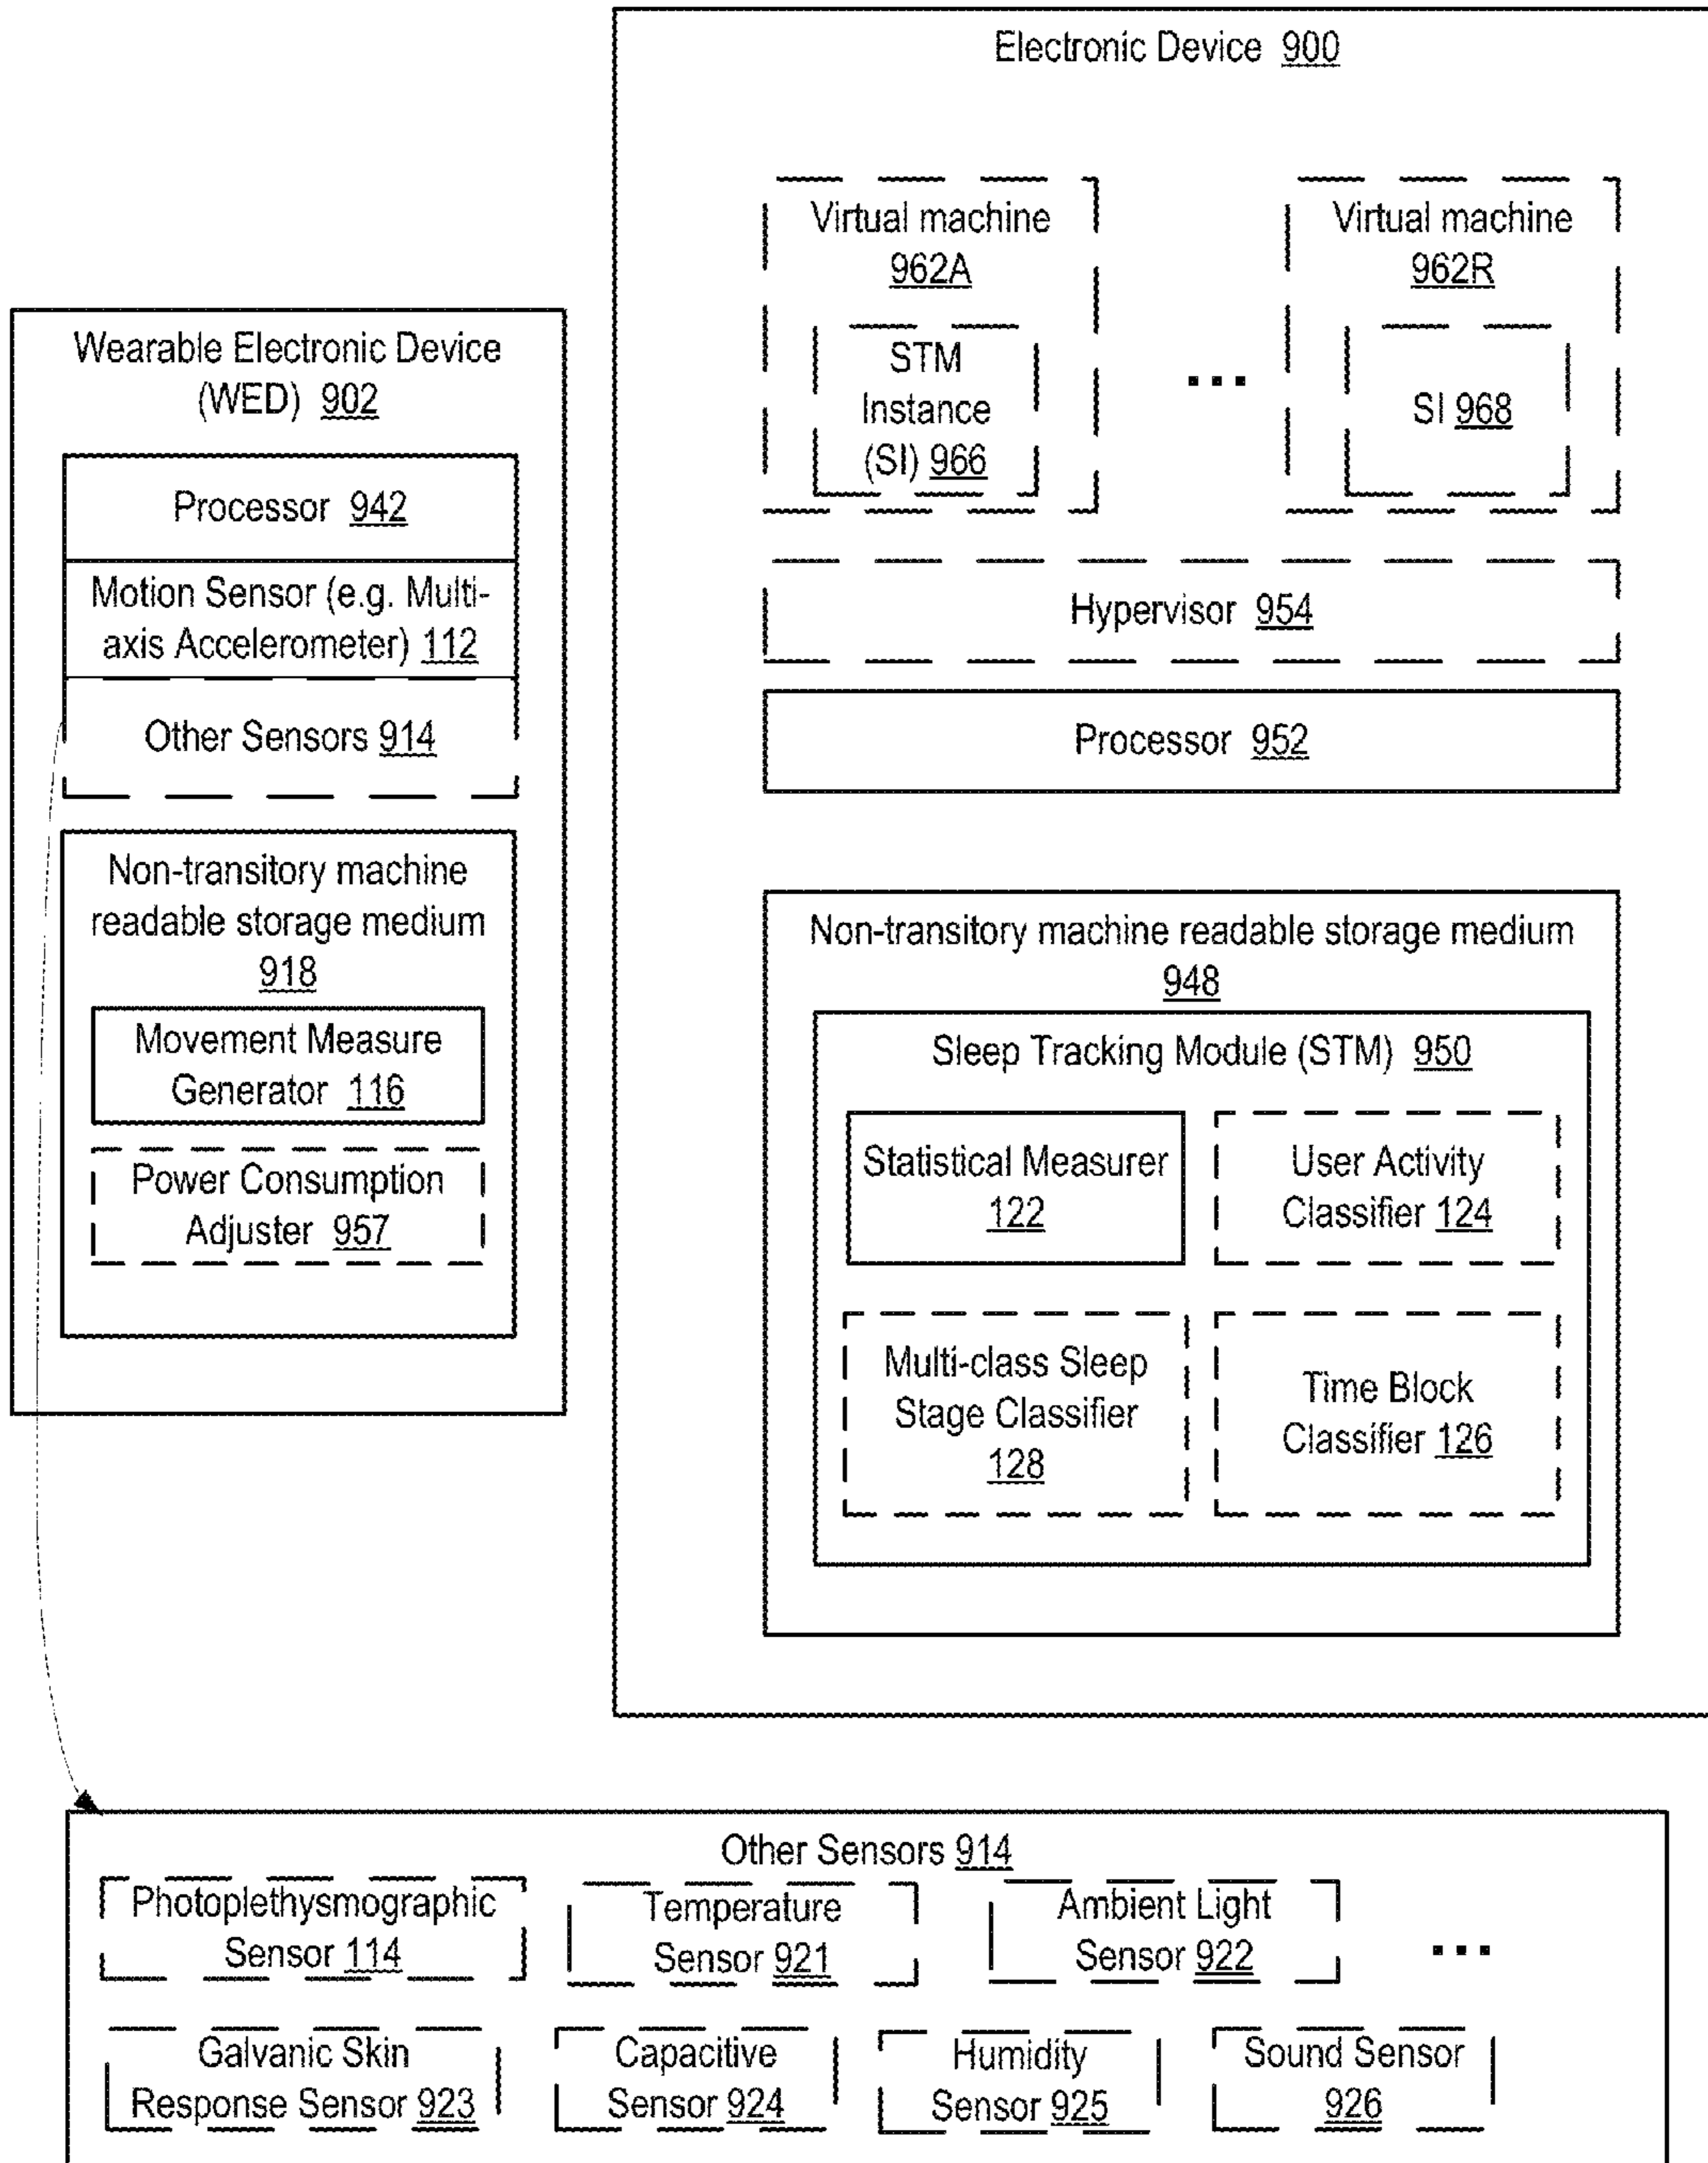 Electronic Device 900
Virtual machine
962A
STM
Instance
(SI) 966
...
Virtual machine
962R
SI 968
Hypervisor 954
Processor 952
Non-transitory machine readable storage medium
948
Sleep Tracking Module (STM) 950
Statistical Measurer
122
User Activity
Classifier 124
Multi-class Sleep
Stage Classifier
128
Time Block
Classifier 126
Wearable Electronic Device
(WED) 902
Processor 942
Motion Sensor (e.g. Multi-
axis Accelerometer) 112
Other Sensors 914
Non-transitory machine
readable storage medium
918
Movement Measure
Generator 116
Power Consumption
Adjuster 957
Other Sensors 914
Photoplethysmographic
Sensor 114
Temperature
Sensor 921
Ambient Light
Sensor 922
...
Galvanic Skin
Response Sensor 923
Capacitive
Sensor 924
Humidity
Sensor 925
Sound Sensor
926